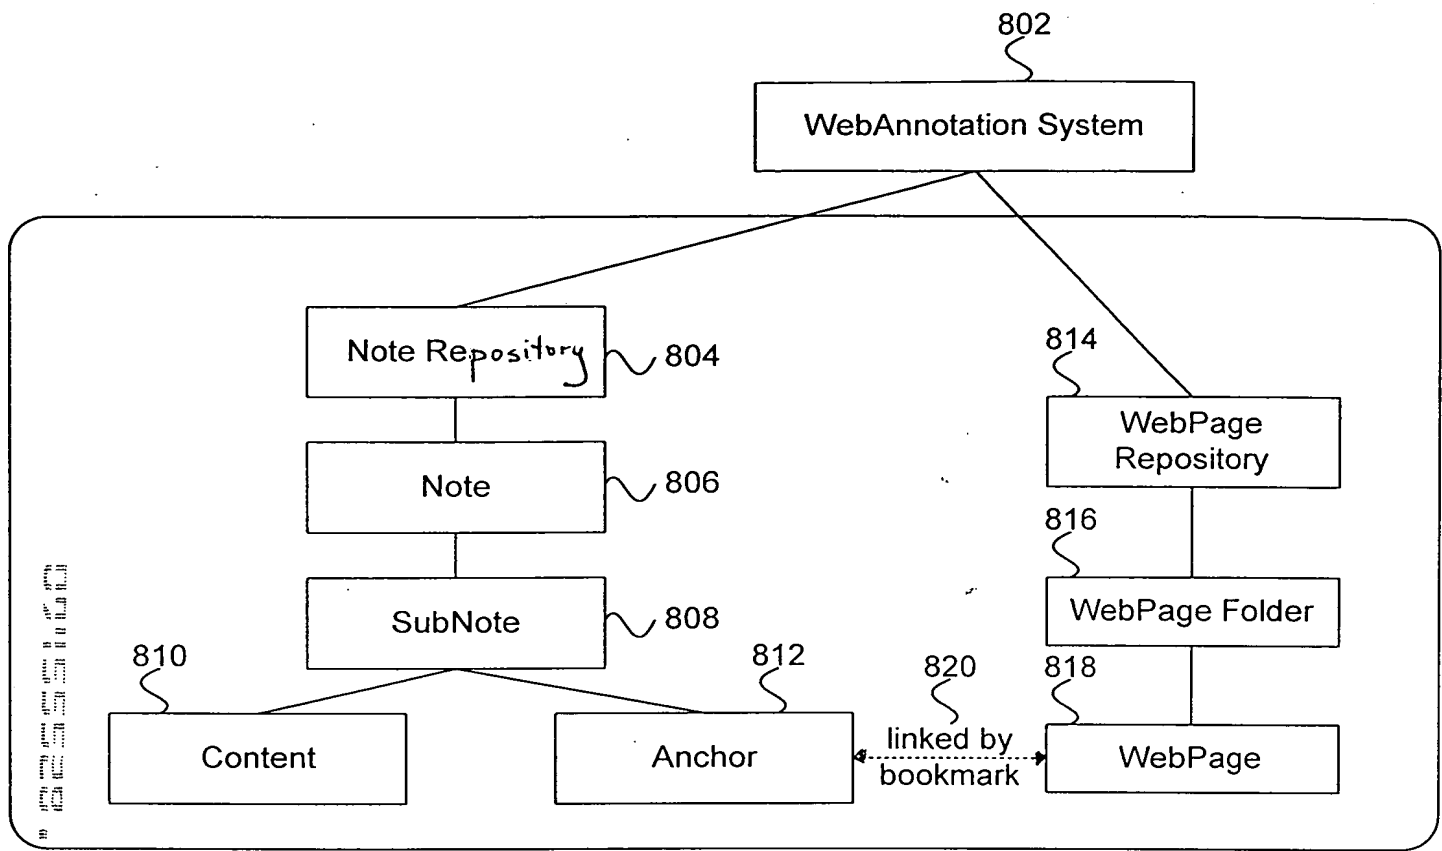 802
WebAnnotation System
Note Repository
804
814
WebPage
Repository
Note
806
816
WebPage Folder
SubNote
808
810
812
820
818
Content
Anchor
linked by
bookmark
WebPage